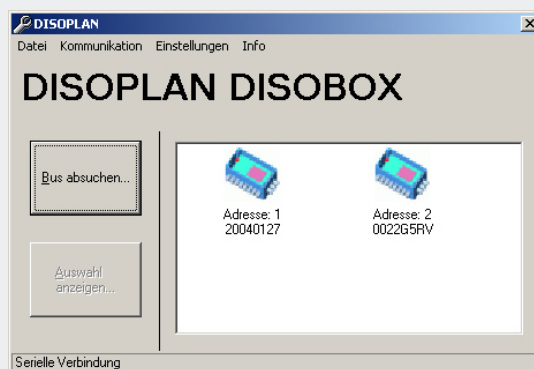 DISOPLAN
Datei Kommunikation Einstellungen Info
DISOPLAN DISOBOX
Bus absuchen...
Auswahl
anzeigen...
Adresse: 1
20040127
Adresse: 2
0022G5RV
Serielle Verbindung